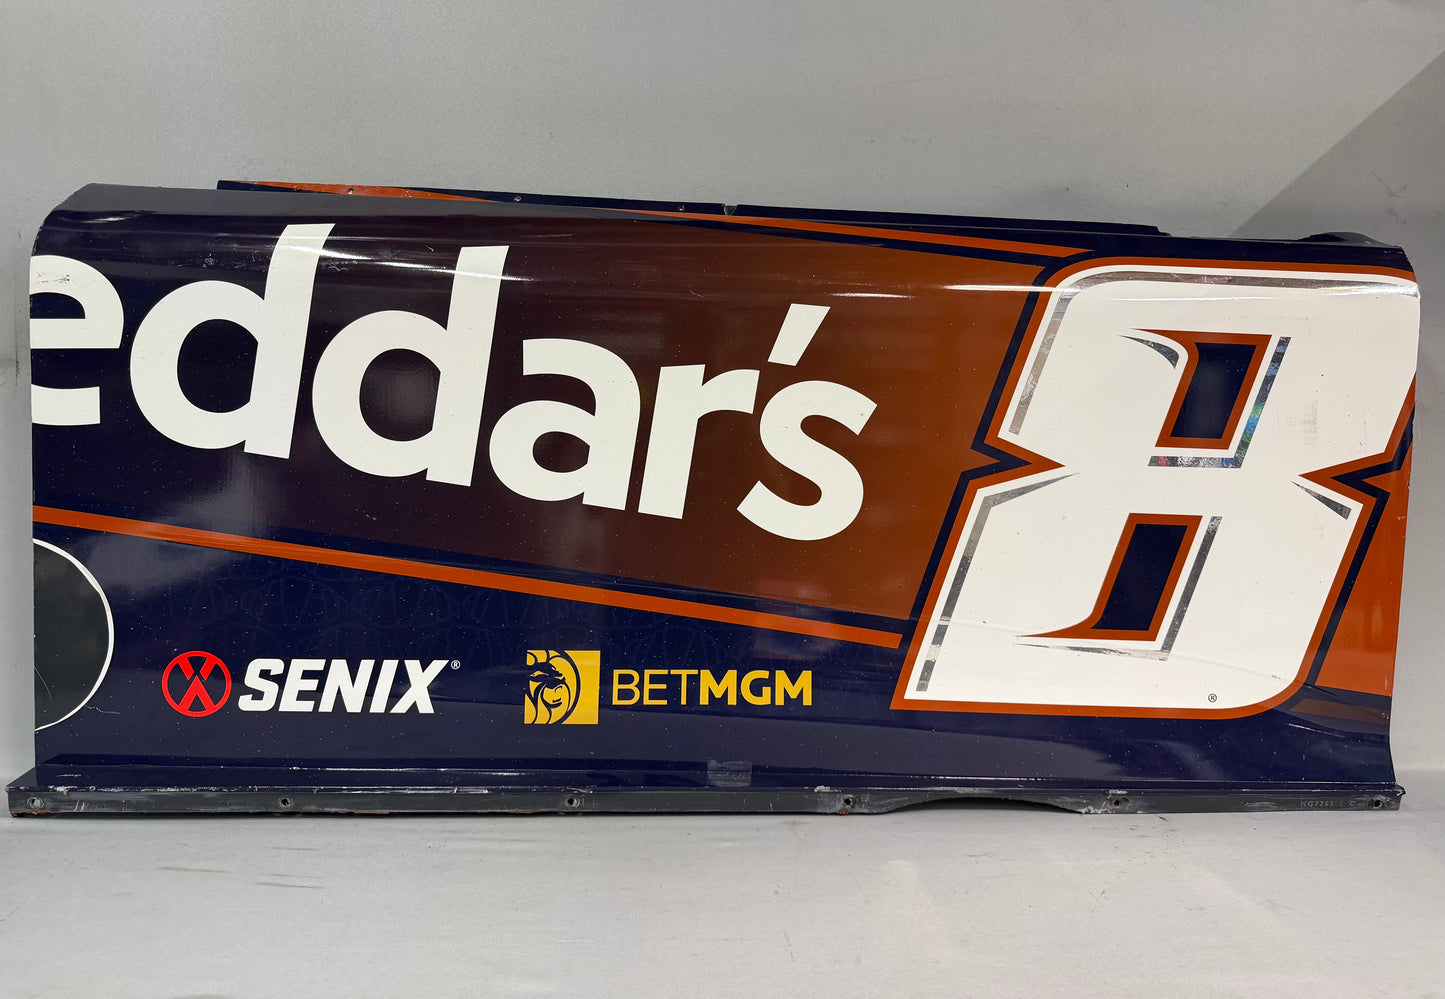 eddar's
8
®
SENIX®
BETMGM